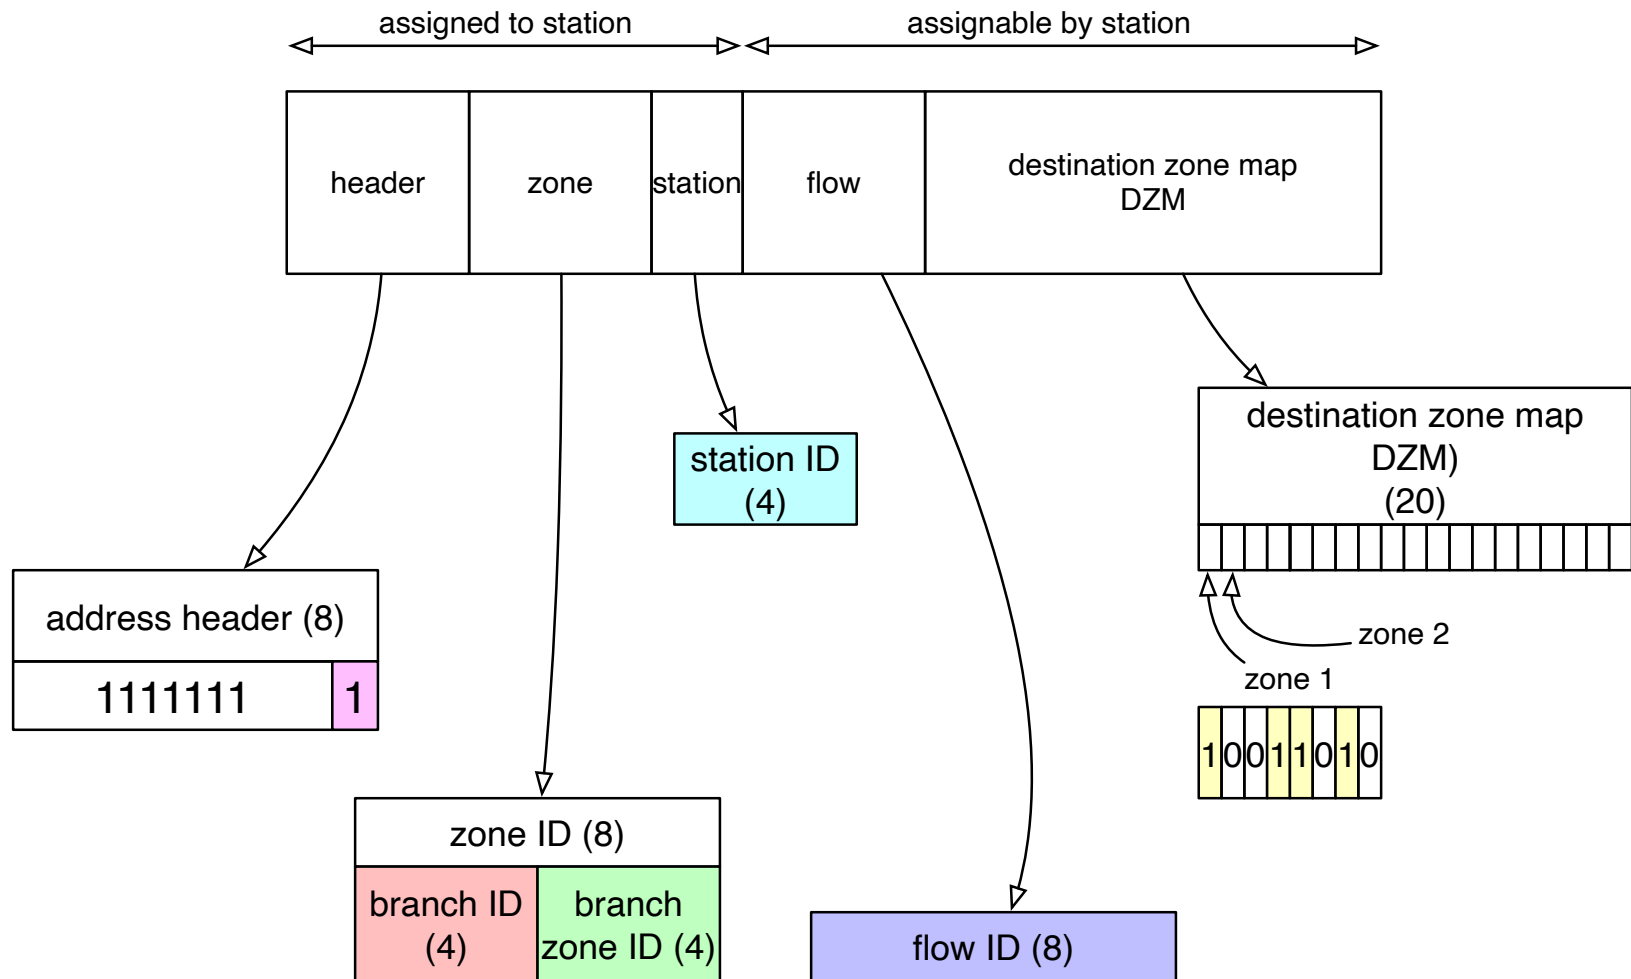 assigned to station
assignable by station
header
zone
station
flow
destination zone map
DZM
station ID
(4)
destination zone map
DZM)
(20)
address header (8)
1111111
1
zone 2
zone 1
1 0 0 1 1 0 1 0
zone ID (8)
branch ID
(4)
branch
zone ID (4)
flow ID (8)